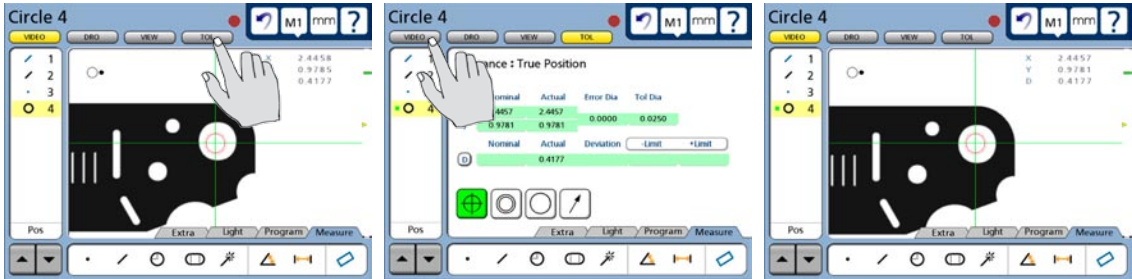 Circle 4
M1 mm ?
VIDEO DRO VIEW TOL
1
2
3
4
X 2.4458
0.9785
0.4177
Pos
Extra Light Program Measure
Circle 4
M1 mm ?
VIDEO DRO VIEW TOL
ance : True Position
ominal Actual Error Dia Tol Dia
.4457 2.4457
0.9781 0.9781
0.0000 0.0250
Nominal Actual Deviation -Limit +Limit
D 0.4177
4
Pos
Extra Light Program Measure
Circle 4
M1 mm ?
VIDEO DRO VIEW TOL
1
2
3
4
X 2.4457
Y 0.9781
D 0.4177
Pos
Extra Light Program Measure